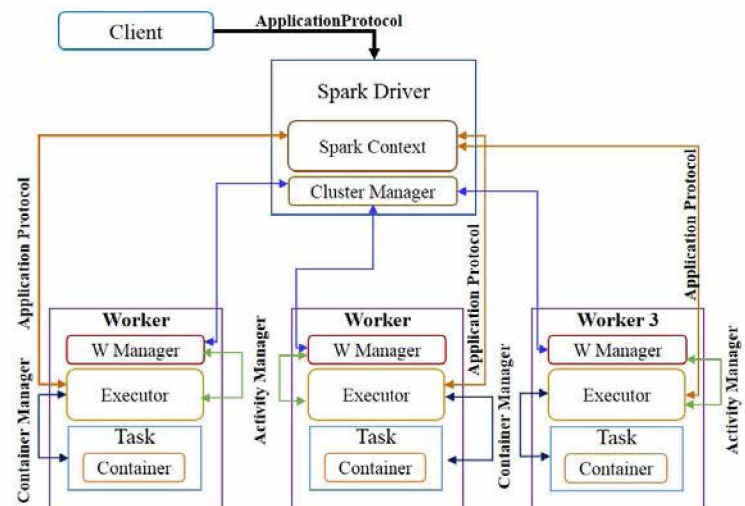 ApplicationProtocol
Client
Spark Driver
Spark Context
Cluster Manager
Application Protocol
Application Protocol
Application Protocol
Worker
W Manager
Executor
Task
Container
Container Manager
Worker
W Manager
Executor
Task
Container
Activity Manager
Container Manager
Worker 3
W Manager
Executor
Task
Container
Activity Manager